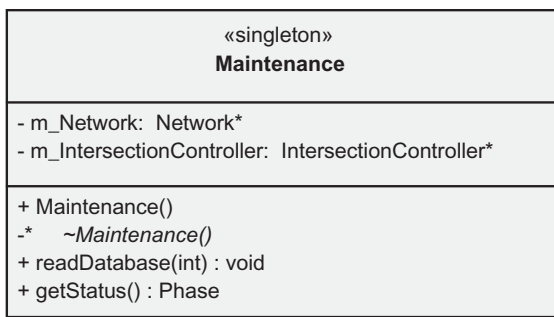 «singleton»
Maintenance
- m_Network: Network*
- m_IntersectionController: IntersectionController*
+ Maintenance()
-* ~Maintenance()
+ readDatabase(int) : void
+ getStatus() : Phase